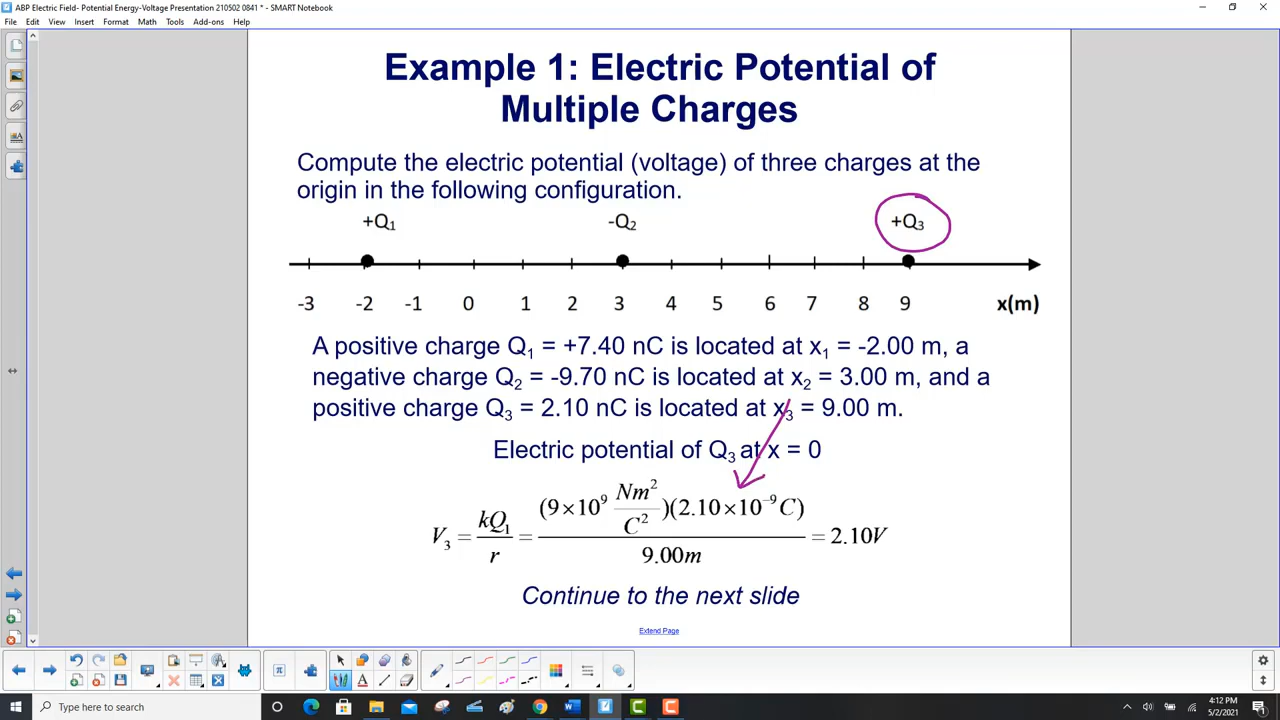 ABP Electric Field- Potential Energy-Voltage Presentation 210502 0841 * - SMART Notebook
File Edit View Insert Format Math Tools Add-ons Help
Example 1: Electric Potential of
Multiple Charges
Compute the electric potential (voltage) of three charges at the
origin in the following configuration.
+Q₁ -Q₂ +Q₃
-3 -2 -1 0 1 2 3 4 5 6 7 8 9 x(m)
A positive charge Q₁ = +7.40 nC is located at x₁ = -2.00 m, a
negative charge Q₂ = -9.70 nC is located at x₂ = 3.00 m, and a
positive charge Q₃ = 2.10 nC is located at x₃ = 9.00 m.
Electric potential of Q₃ at x = 0
V₃ = kQ₁/r = (9×10⁹ Nm²/C²)(2.10×10⁻⁹C)/9.00m = 2.10V
Continue to the next slide
Extend Page
Type here to search
4:12 PM
5/2/2021